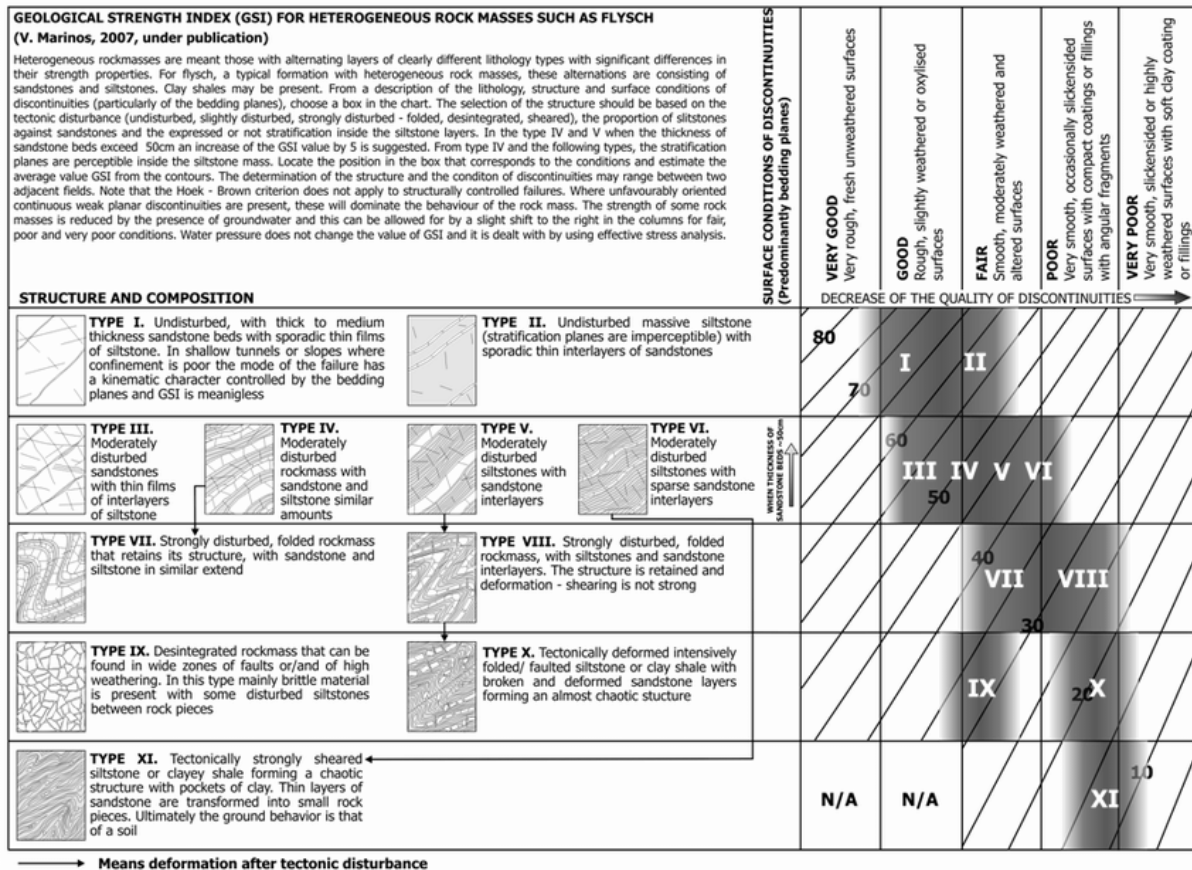 GEOLOGICAL STRENGTH INDEX (GSI) FOR HETEROGENEOUS ROCK MASSES SUCH AS FLYSCH
(V. Marinos, 2007, under publication)
Heterogeneous rockmasses are meant those with alternating layers of clearly different lithology types with significant differences in
their strength properties. For flysch, a typical formation with heterogeneous rock masses, these alternations are consisting of
sandstones and siltstones. Clay shales may be present. From a description of the lithology, structure and surface conditions of
discontinuities (particularly of the bedding planes), choose a box in the chart. The selection of the structure should be based on the
tectonic disturbance (undisturbed, slightly disturbed, strongly disturbed - folded, desintegrated, sheared), the proportion of sliltstones
against sandstones and the expressed or not stratification inside the siltstone layers. In the type IV and V when the thickness of
sandstone beds exceed 50cm an increase of the GSI value by 5 is suggested. From type IV and the following types, the stratification
planes are perceptible inside the siltstone mass. Locate the position in the box that corresponds to the conditions and estimate the
average value GSI from the contours. The determination of the structure and the conditon of discontinuities may range between two
adjacent fields. Note that the Hoek - Brown criterion does not apply to structurally controlled failures. Where unfavourably oriented
continuous weak planar discontinuities are present, these will dominate the behaviour of the rock mass. The strength of some rock
masses is reduced by the presence of groundwater and this can be allowed for by a slight shift to the right in the columns for fair,
poor and very poor conditions. Water pressure does not change the value of GSI and it is dealt with by using effective stress analysis.
SURFACE CONDITIONS OF DISCONTINUITIES
(Predominantly bedding planes)
VERY GOOD
Very rough, fresh unweathered surfaces
GOOD
Rough, slightly weathered or oxylised
surfaces
FAIR
Smooth, moderately weathered and
altered surfaces
POOR
Very smooth, occasionally slickensided
surfaces with compact coatings or fillings
with angular fragments
VERY POOR
Very smooth, slickensided or highly
weathered surfaces with soft clay coating
or fillings
STRUCTURE AND COMPOSITION
DECREASE OF THE QUALITY OF DISCONTINUITIES
TYPE I. Undisturbed, with thick to medium
thickness sandstone beds with sporadic thin films
of siltstone. In shallow tunnels or slopes where
confinement is poor the mode of the failure has
a kinematic character controlled by the bedding
planes and GSI is meanigless
TYPE II. Undisturbed massive siltstone
(stratification planes are imperceptible) with
sporadic thin interlayers of sandstones
80
70
I
II
TYPE III.
Moderately
disturbed
sandstones
with thin films
of interlayers
of siltstone
TYPE IV.
Moderately
disturbed
rockmass with
sandstone and
siltstone similar
amounts
TYPE V.
Moderately
disturbed
siltstones with
sandstone
interlayers
TYPE VI.
Moderately
disturbed
siltstones with
sparse sandstone
interlayers
WHEN THICKNESS OF
SANDSTONE BEDS ~50cm
60
III IV V VI
50
TYPE VII. Strongly disturbed, folded rockmass
that retains its structure, with sandstone and
siltstone in similar extend
TYPE VIII. Strongly disturbed, folded
rockmass, with siltstones and sandstone
interlayers. The structure is retained and
deformation - shearing is not strong
40
VII VIII
30
TYPE IX. Desintegrated rockmass that can be
found in wide zones of faults or/and of high
weathering. In this type mainly brittle material
is present with some disturbed siltstones
between rock pieces
TYPE X. Tectonically deformed intensively
folded/ faulted siltstone or clay shale with
broken and deformed sandstone layers
forming an almost chaotic stucture
IX
20
X
TYPE XI. Tectonically strongly sheared
siltstone or clayey shale forming a chaotic
structure with pockets of clay. Thin layers of
sandstone are transformed into small rock
pieces. Ultimately the ground behavior is that
of a soil
N/A
N/A
10
XI
Means deformation after tectonic disturbance